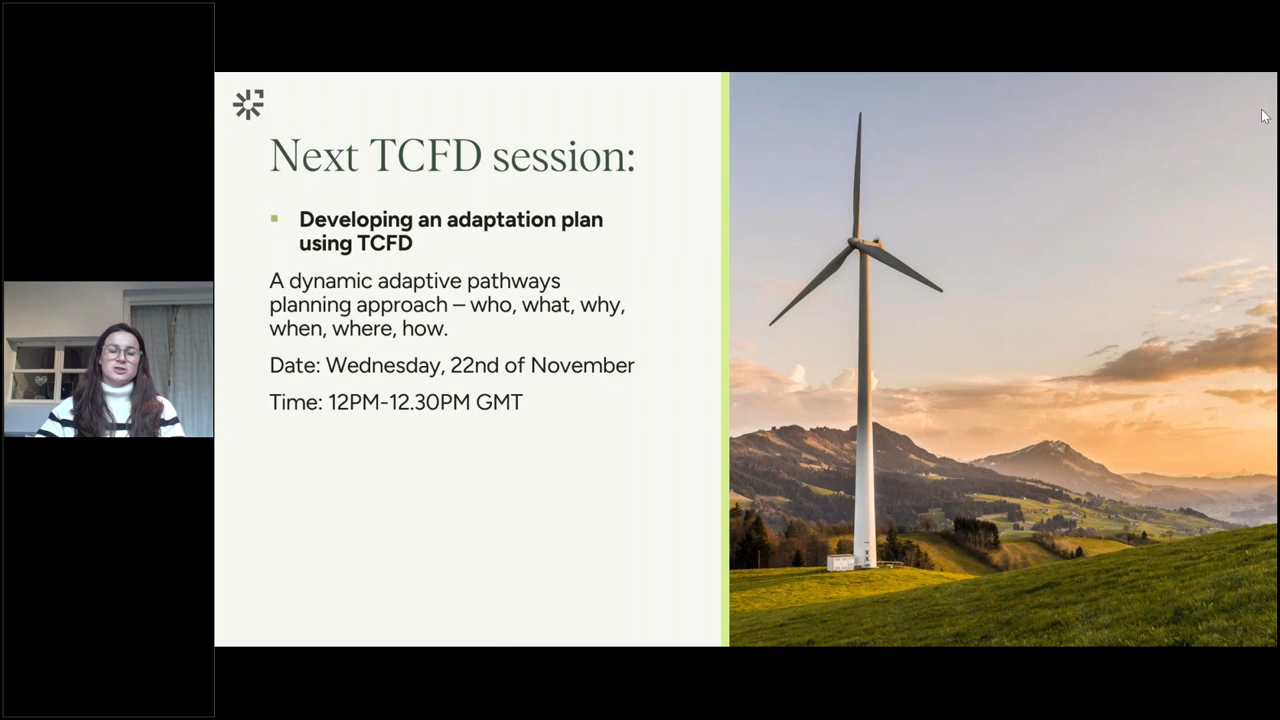 Next TCFD session:
Developing an adaptation plan
using TCFD
A dynamic adaptive pathways
planning approach – who, what, why,
when, where, how.
Date: Wednesday, 22nd of November
Time: 12PM-12.30PM GMT